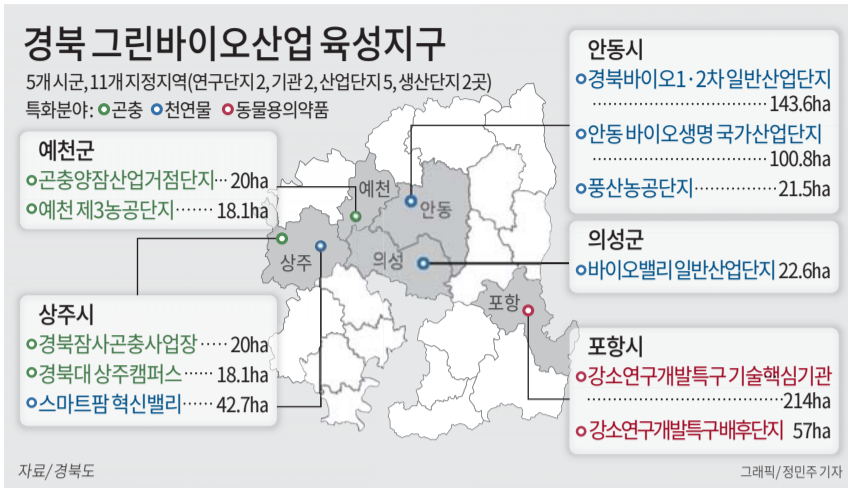 경북 그린바이오산업 육성지구
5개 시군, 11개 지정지역(연구단지 2, 기관 2, 산업단지 5, 생산단지 2곳)
특화분야: 곤충 천연물 동물용의약품
예천군
곤충양잠산업거점단지… 20ha
예천 제3농공단지…… 18.1ha
상주시
경북잠사곤충사업장 ····· 20ha
경북대 상주캠퍼스 ······ 18.1ha
스마트팜 혁신밸리 ······ 42.7ha
예천
안동
상주
의성
포항
안동시
경북바이오1·2차 일반산업단지
143.6ha
안동 바이오생명 국가산업단지
100.8ha
풍산농공단지 ·············· 21.5ha
의성군
바이오밸리 일반산업단지 22.6ha
포항시
강소연구개발특구 기술핵심기관
214ha
강소연구개발특구배후단지 57ha
자료/경북도
그래픽/정민주 기자